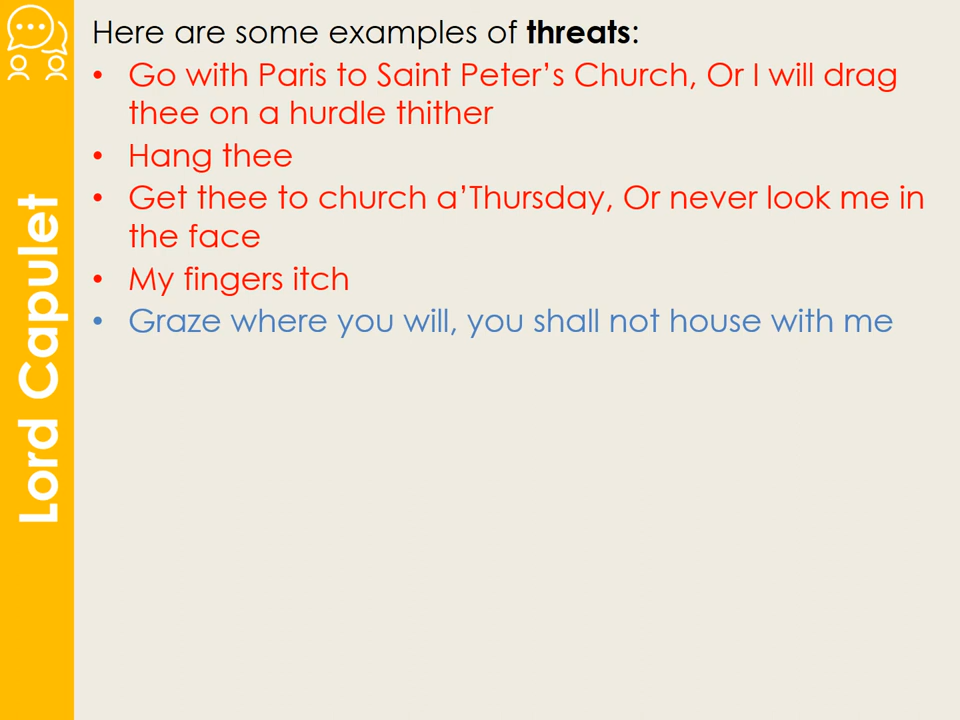 Here are some examples of threats:
• Go with Paris to Saint Peter’s Church, Or I will drag
thee on a hurdle thither
• Hang thee
• Get thee to church a’Thursday, Or never look me in
the face
• My fingers itch
• Graze where you will, you shall not house with me
Lord Capulet